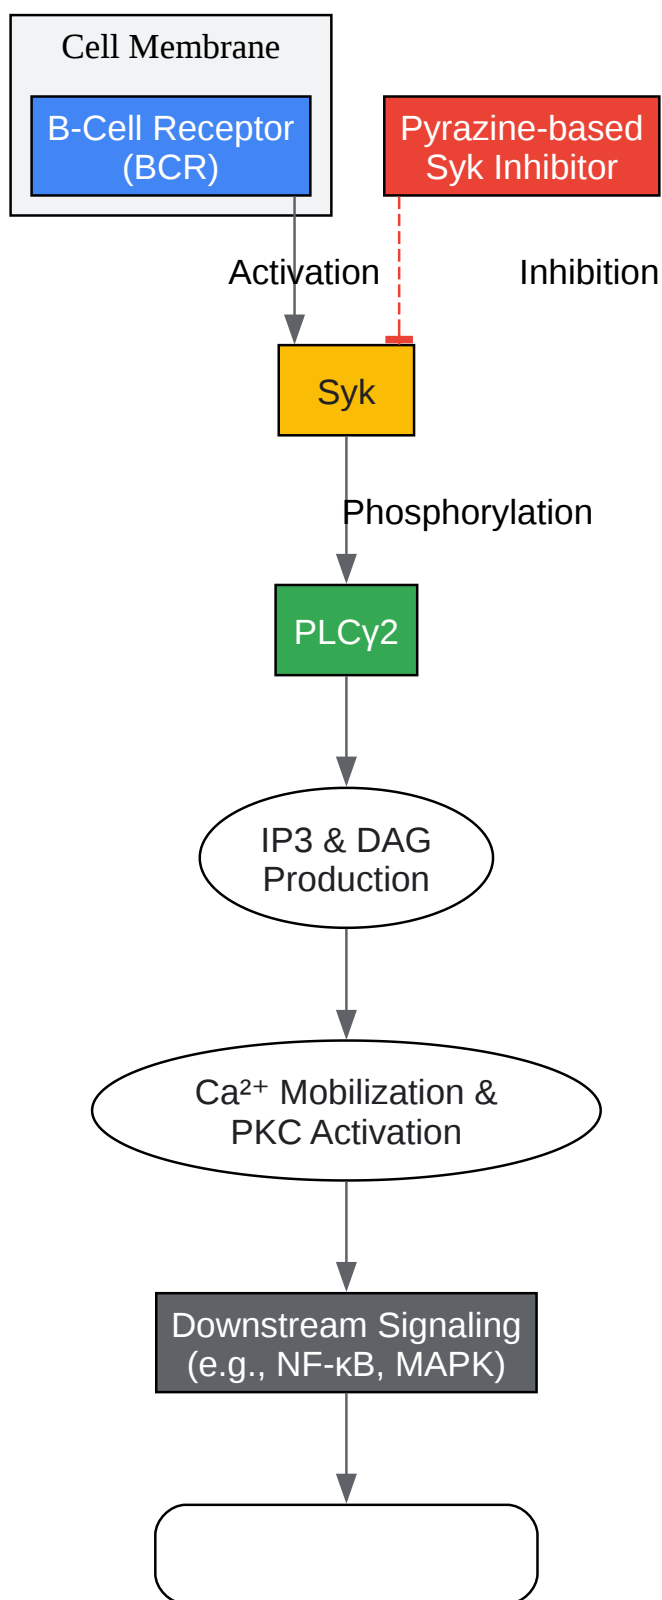 Cell Membrane
B-Cell Receptor
(BCR)
Pyrazine-based
Syk Inhibitor
Activation
Inhibition
Syk
Phosphorylation
PLCγ2
IP3 & DAG
Production
Ca²⁺ Mobilization &
PKC Activation
Downstream Signaling
(e.g., NF-κB, MAPK)